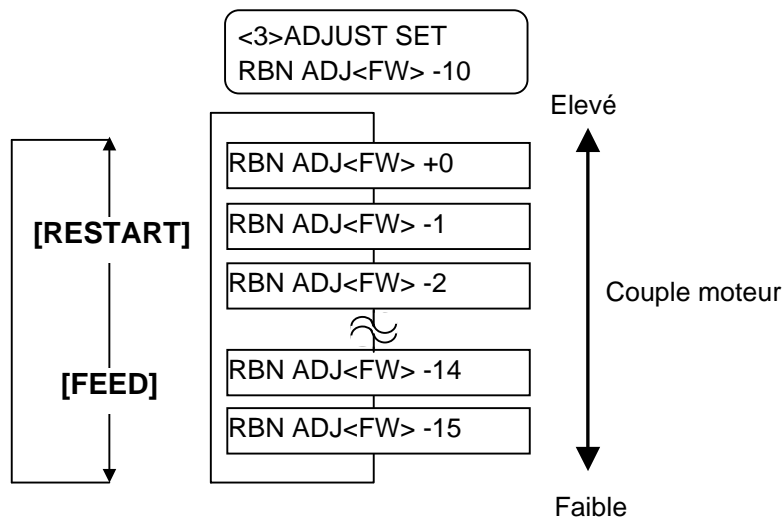 <3>ADJUST SET
RBN ADJ<FW> -10
Elevé
RBN ADJ<FW> +0
[RESTART]
RBN ADJ<FW> -1
RBN ADJ<FW> -2
Couple moteur
[FEED]
RBN ADJ<FW> -14
RBN ADJ<FW> -15
Faible